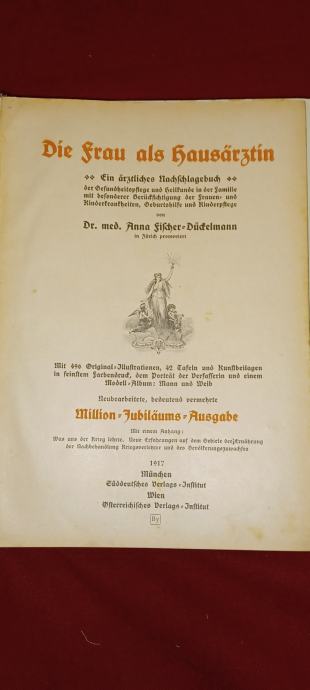 Die Frau als Hausärztin
Ein ärztliches Nachschlagebuch
der Gesundheitspflege und Heilkunde in der Familie
mit besonderer Berücksichtigung der Frauen- und
Kinderkrankheiten, Geburtshilfe und Kinderpflege
von
Dr. med. Anna Fischer-Dückelmann
in Zürich promoviert
Mit 496 Original-Illustrationen, 42 Tafeln und Kunstbeilagen
in feinstem Farbendruck, dem Porträt der Verfasserin und einem
Modell-Album: Mann und Weib
Neubearbeitete, bedeutend vermehrte
Million-Jubiläums-Ausgabe
Mit einem Anhang:
Was uns der Krieg lehrte. Neue Erfahrungen auf dem Gebiete der Ernährung
der Nachbehandlung Kriegsverletzter und des Bevölkerungszuwachses
1917
München
Süddeutsches Verlags-Institut
Wien
Österreichisches Verlags-Institut
By